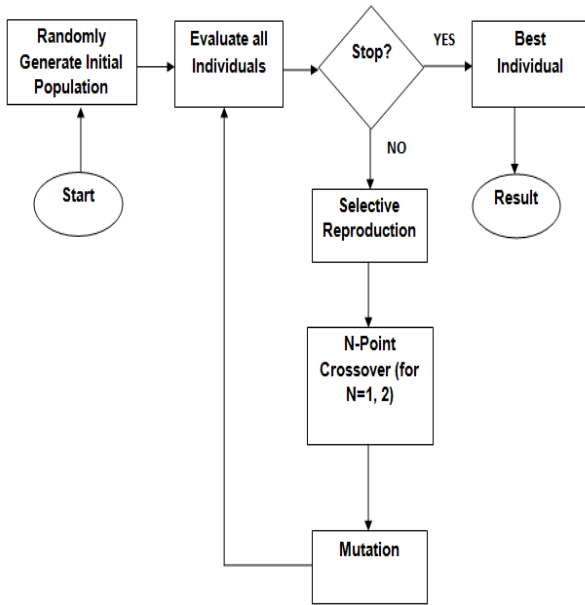 Randomly
Generate Initial
Population
Evaluate all
Individuals
Stop?
YES
Best
Individual
NO
Start
Selective
Reproduction
Result
N-Point
Crossover (for
N=1, 2)
Mutation